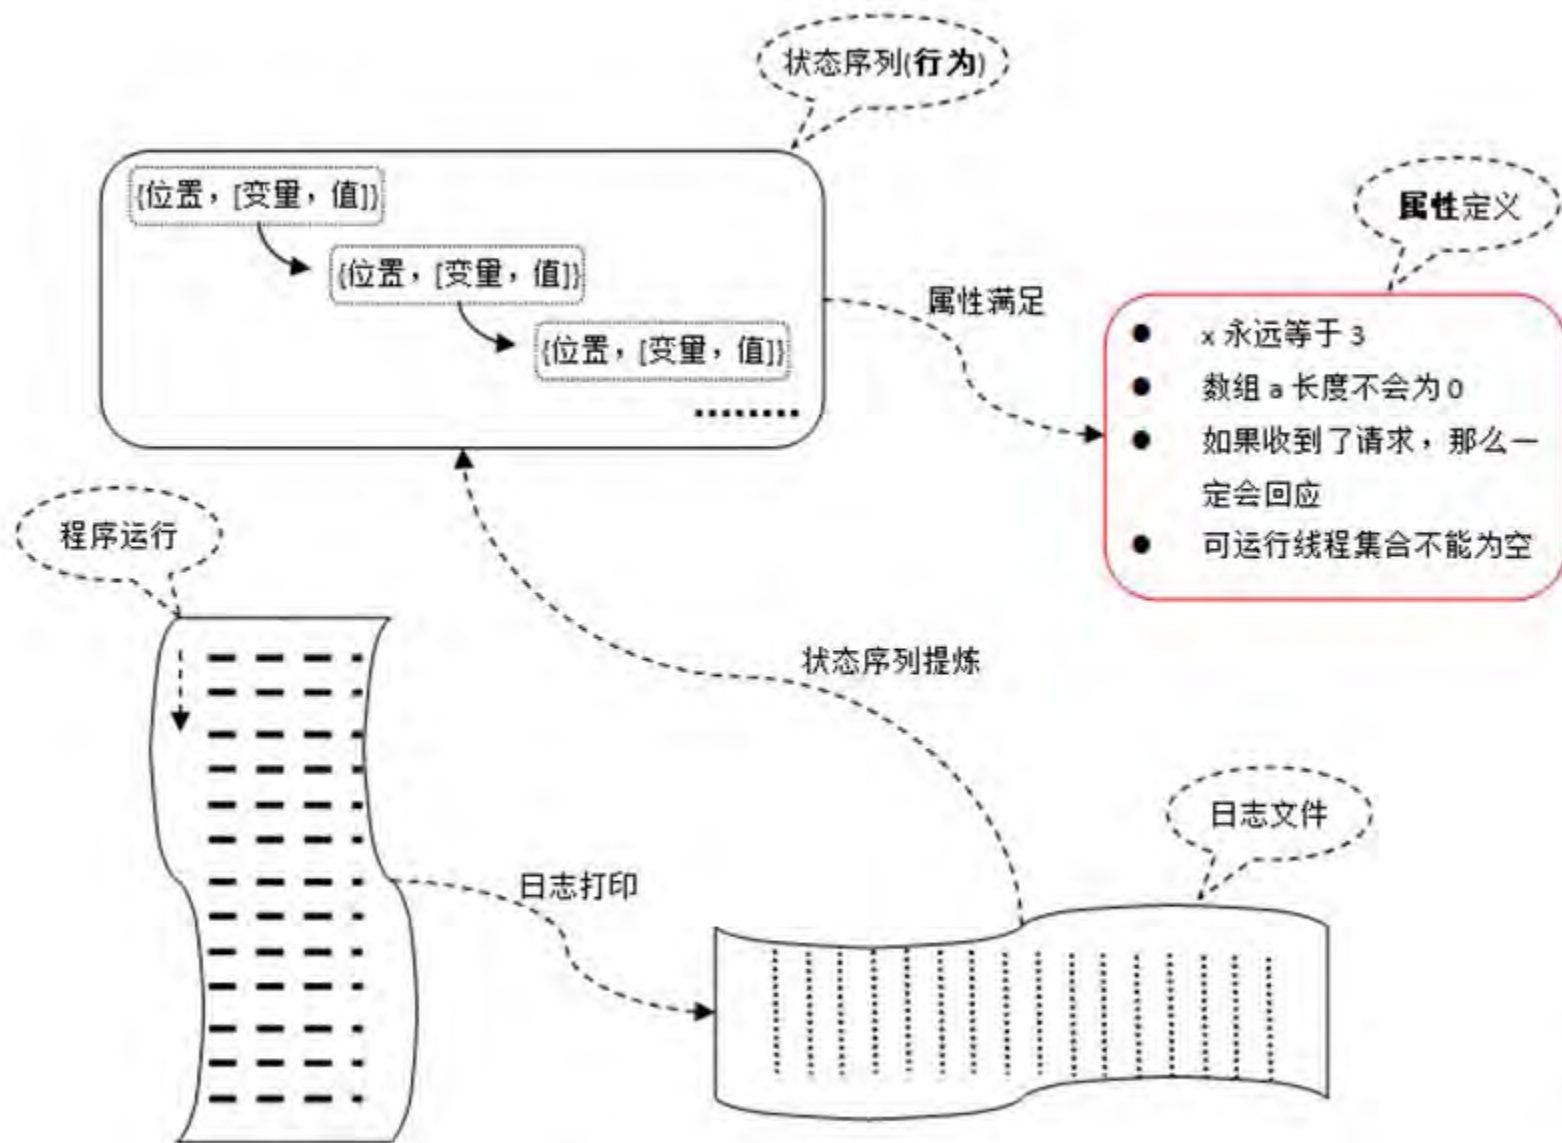 状态序列(行为)
{位置，[变量，值]}
{位置，[变量，值]}
{位置，[变量，值]}
属性定义
属性满足
x 永远等于 3
数组 a 长度不会为 0
如果收到了请求，那么一
定会回应
可运行线程集合不能为空
程序运行
状态序列提炼
日志文件
日志打印